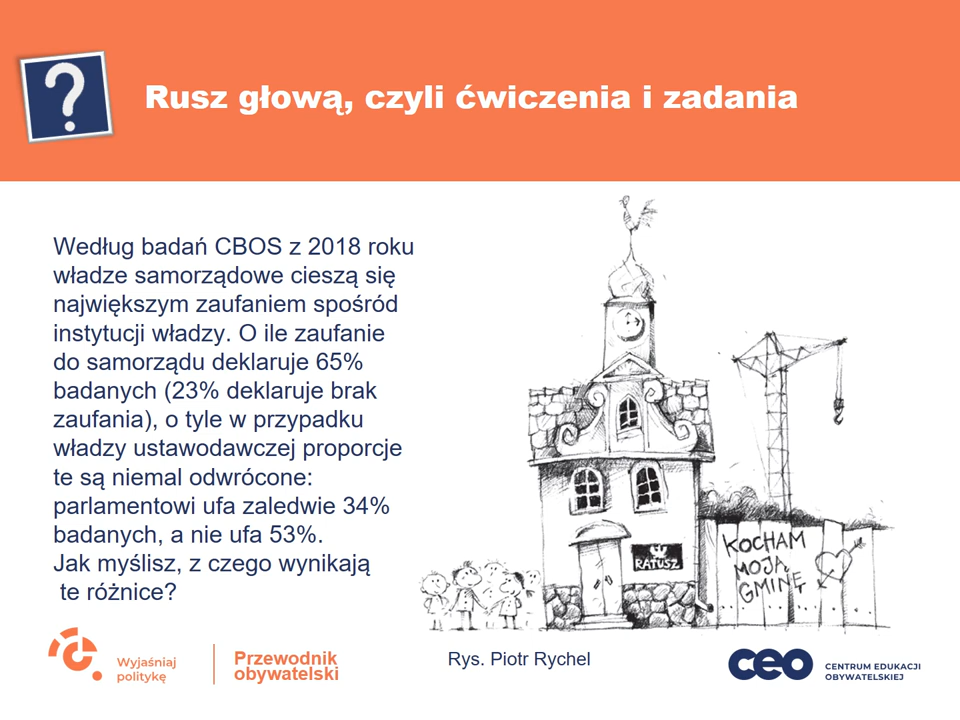 ?
Rusz głową, czyli ćwiczenia i zadania
Według badań CBOS z 2018 roku
władze samorządowe cieszą się
największym zaufaniem spośród
instytucji władzy. O ile zaufanie
do samorządu deklaruje 65%
badanych (23% deklaruje brak
zaufania), o tyle w przypadku
władzy ustawodawczej proporcje
te są niemal odwrócone:
parlamentowi ufa zaledwie 34%
badanych, a nie ufa 53%.
Jak myślisz, z czego wynikają
te różnice?
RATUSZ
KOCHAM
MOJĄ
GMINĘ
Wyjaśniaj
politykę
Przewodnik
obywatelski
Rys. Piotr Rychel
ceo
CENTRUM EDUKACJI
OBYWATELSKIEJ